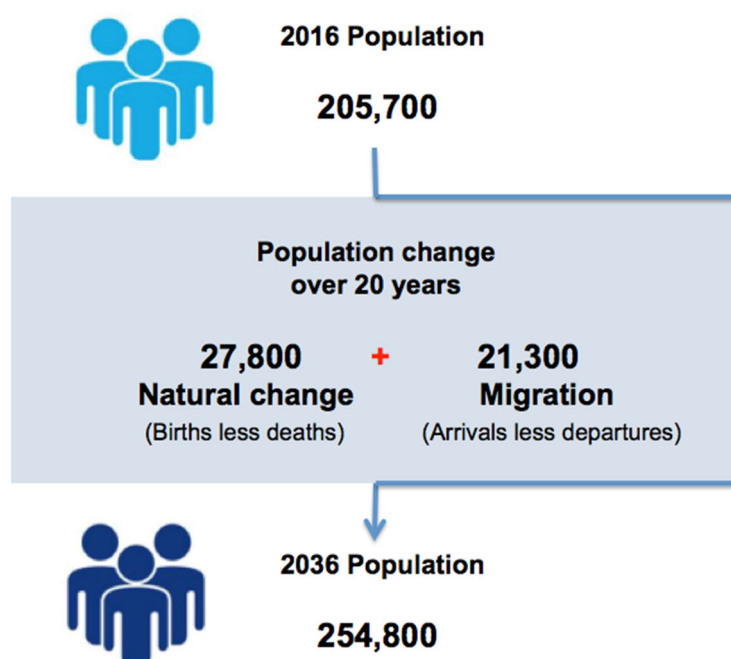 2016 Population
205,700
Population change
over 20 years
27,800 + 21,300
Natural change Migration
(Births less deaths) (Arrivals less departures)
2036 Population
254,800